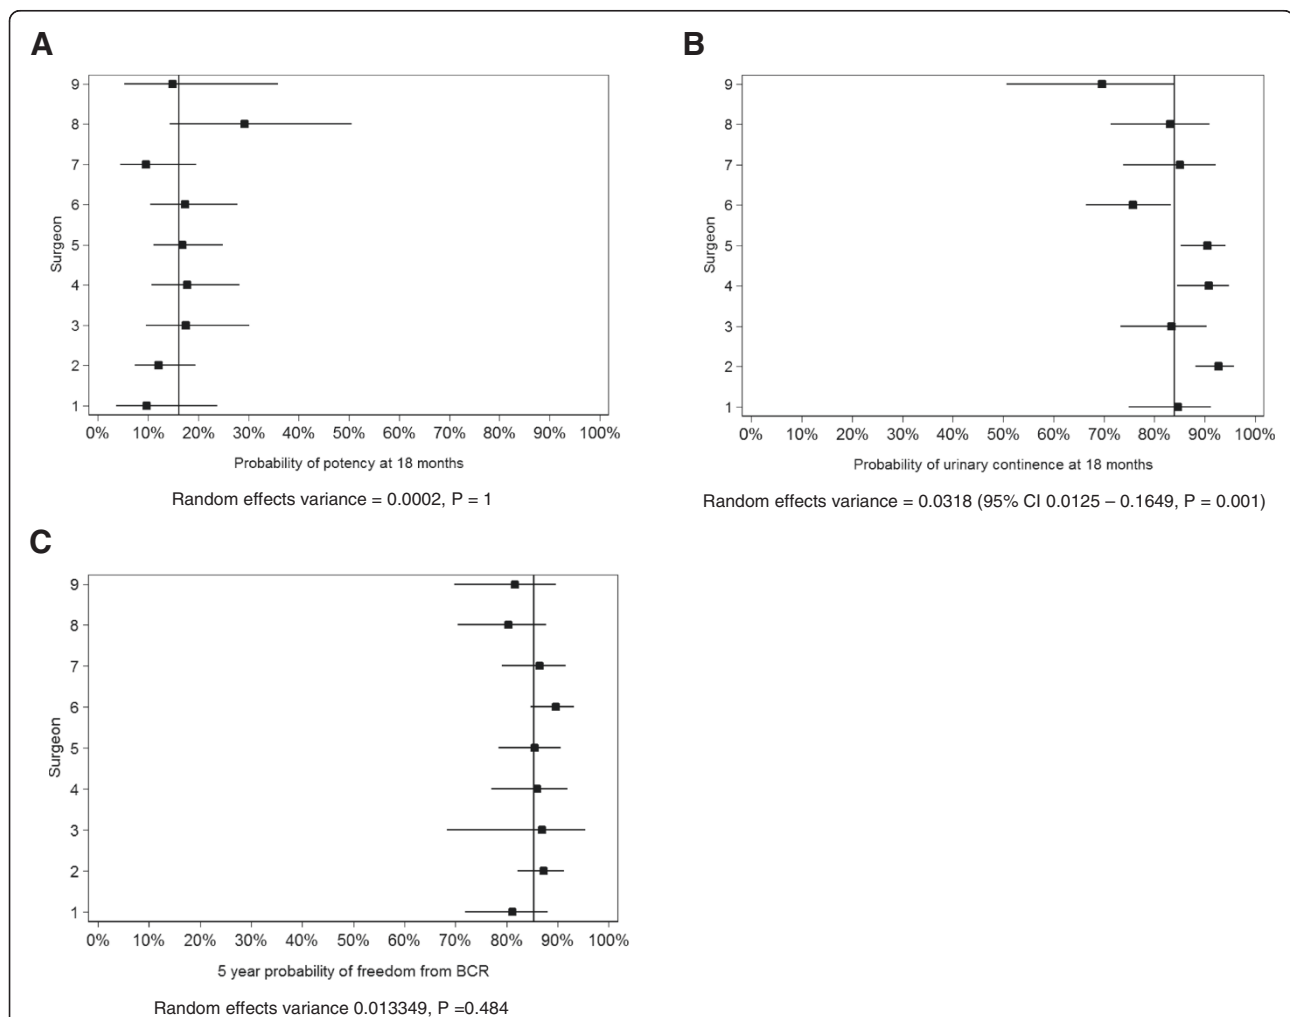 A
9
8
7
6
5
4
3
2
1
Surgeon
0% 10% 20% 30% 40% 50% 60% 70% 80% 90% 100%
Probability of potency at 18 months
Random effects variance = 0.0002, P = 1
B
9
8
7
6
5
4
3
2
1
Surgeon
0% 10% 20% 30% 40% 50% 60% 70% 80% 90% 100%
Probability of urinary continence at 18 months
Random effects variance = 0.0318 (95% CI 0.0125 – 0.1649, P = 0.001)
C
9
8
7
6
5
4
3
2
1
Surgeon
0% 10% 20% 30% 40% 50% 60% 70% 80% 90% 100%
5 year probability of freedom from BCR
Random effects variance 0.013349, P =0.484